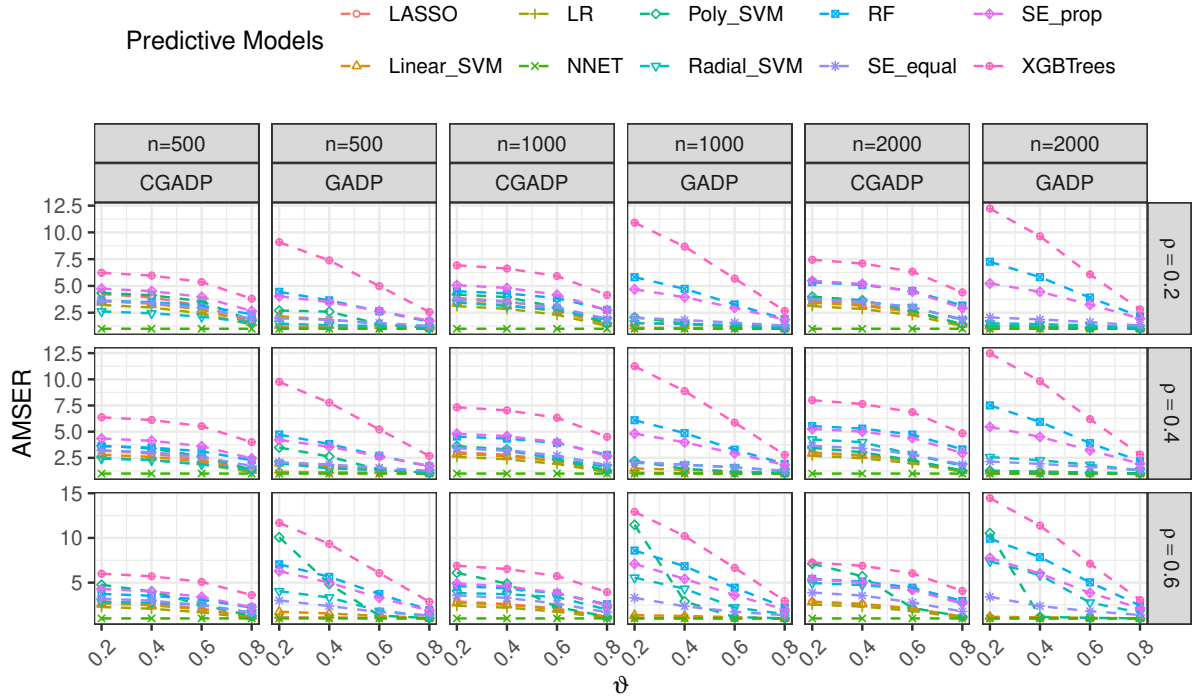 Predictive Models
LASSO LR Poly_SVM RF SE_prop
Linear_SVM NNET Radial_SVM SE_equal XGBTrees
n=500 n=500 n=1000 n=1000 n=2000 n=2000
CGADP GADP CGADP GADP CGADP GADP
12.5
10.0
7.5
5.0
2.5
ρ = 0.2
12.5
10.0
7.5
5.0
2.5
ρ = 0.4
15
10
5
ρ = 0.6
AMSER
0.2 0.4 0.6 0.8 0.2 0.4 0.6 0.8 0.2 0.4 0.6 0.8 0.2 0.4 0.6 0.8 0.2 0.4 0.6 0.8 0.2 0.4 0.6 0.8
ϑ